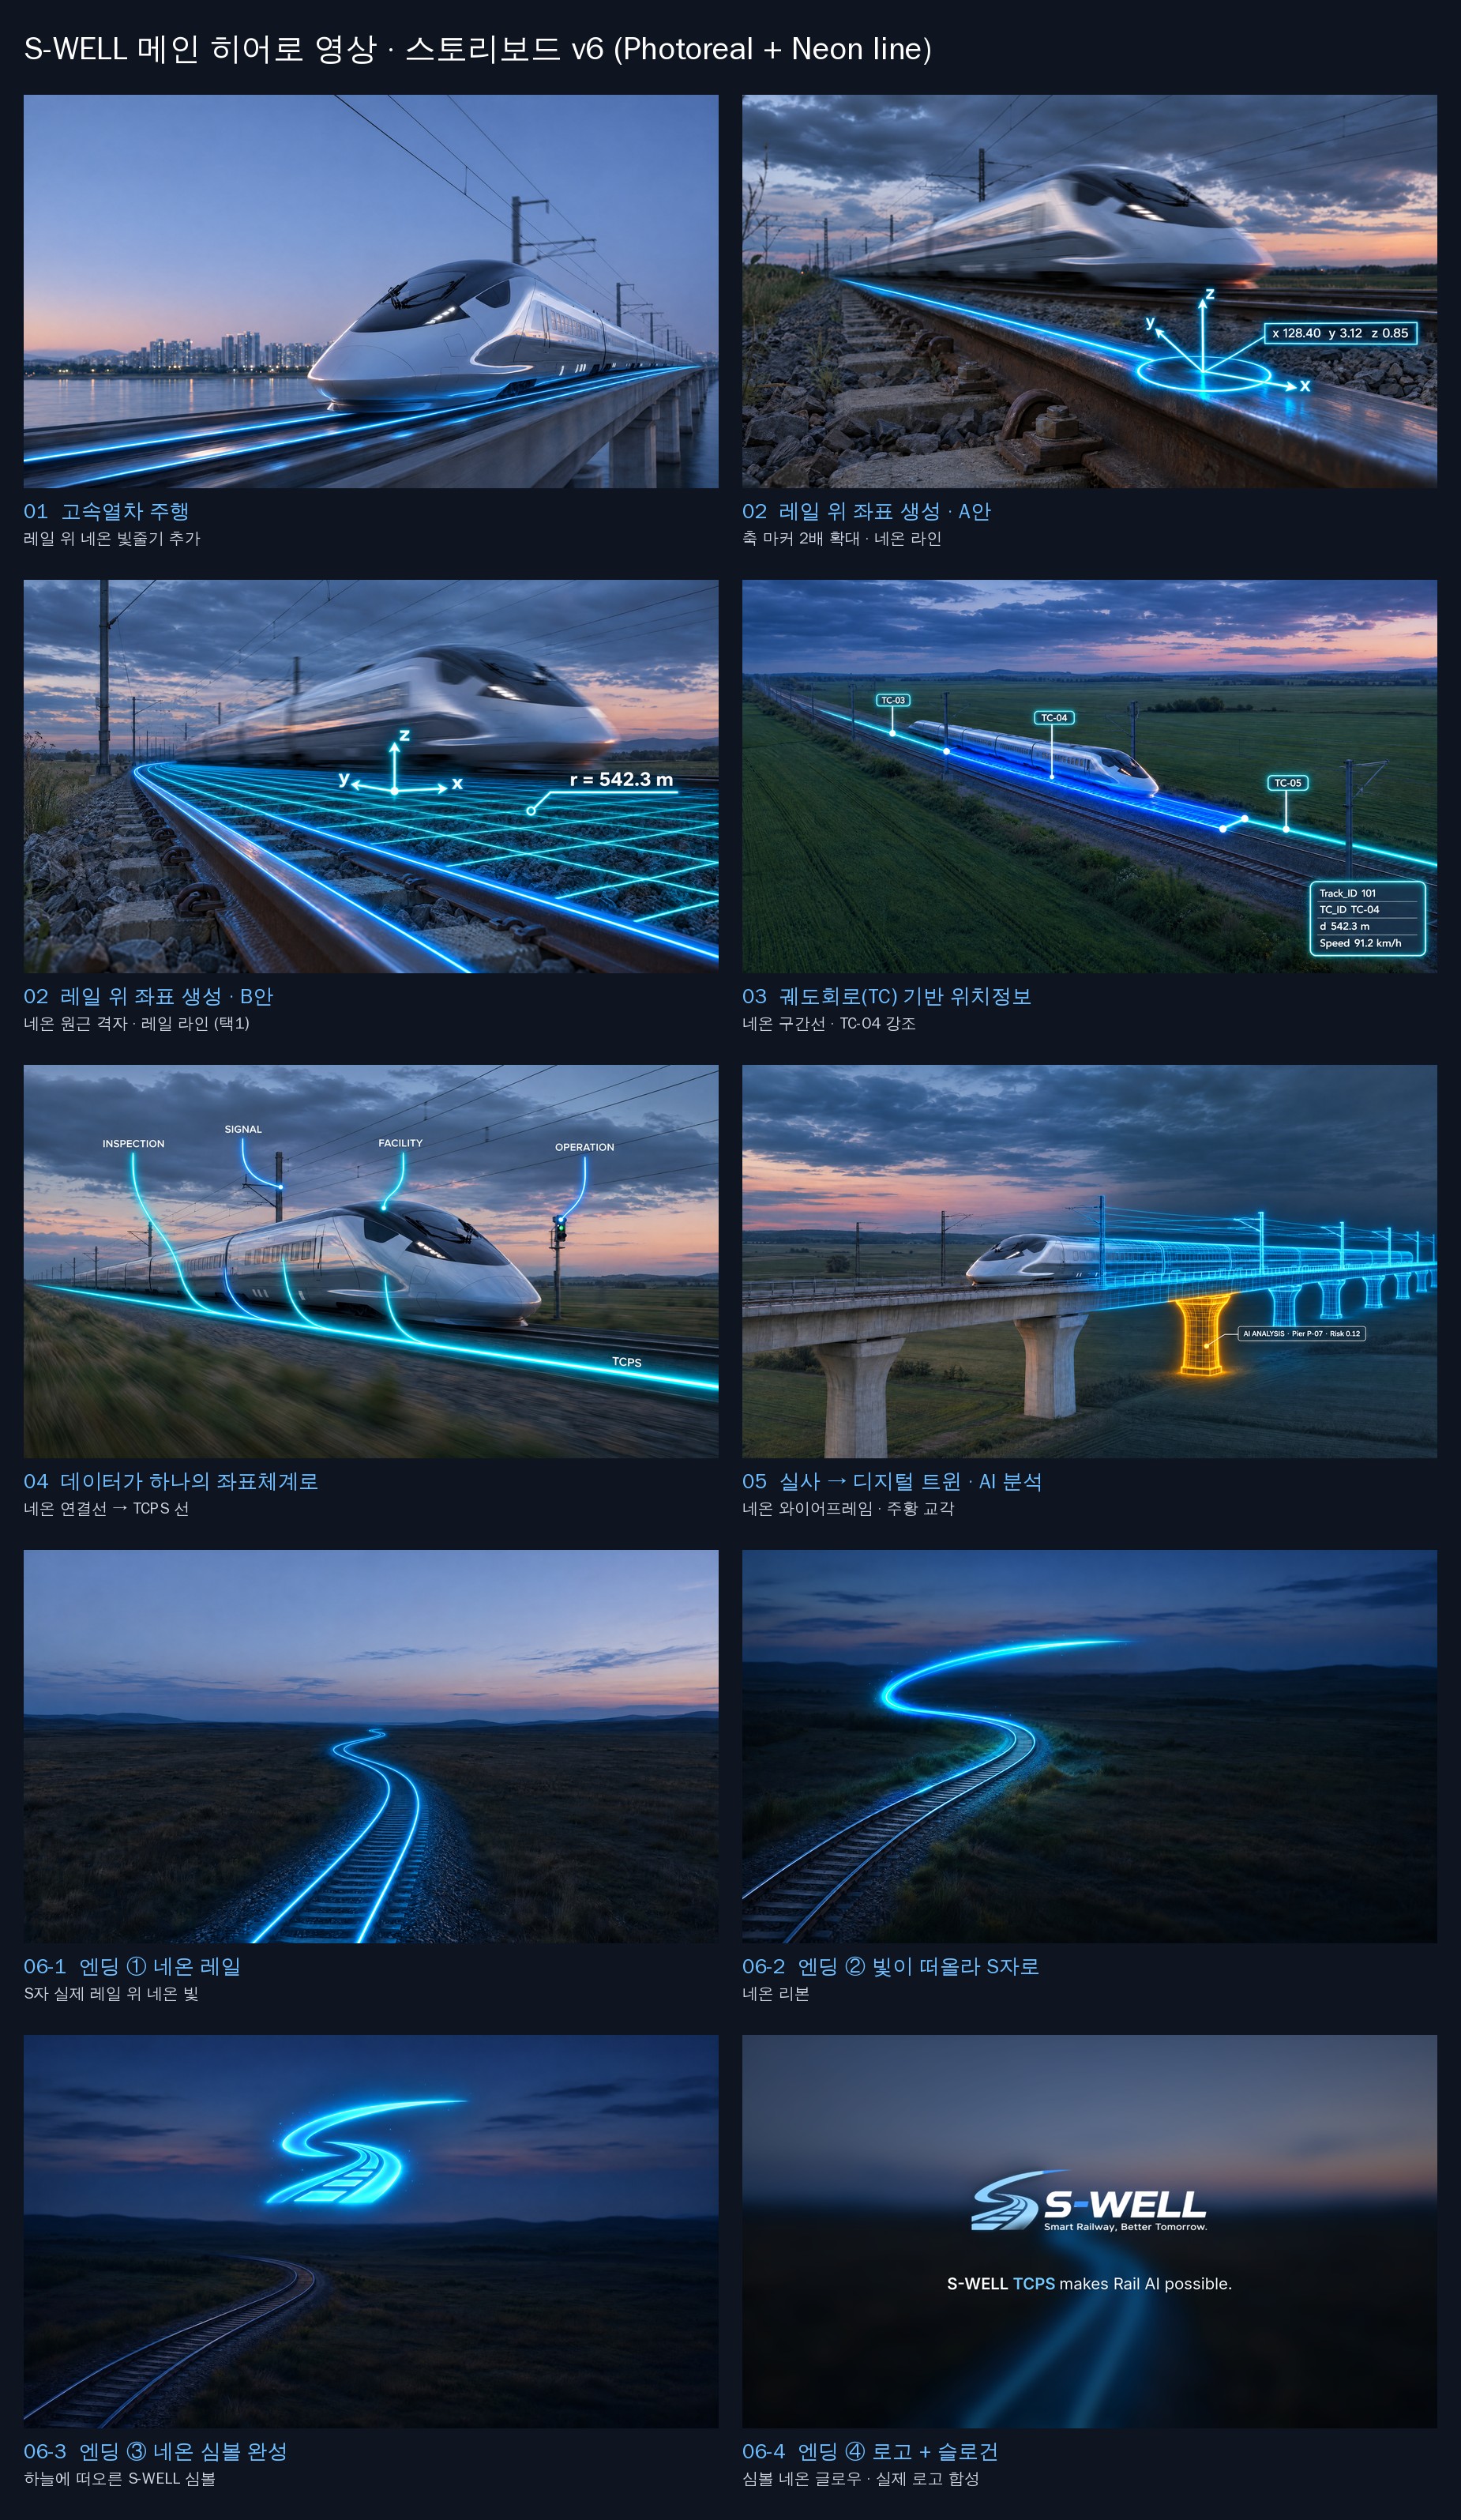 S-WELL 메인 히어로 영상 · 스토리보드 v6 (Photoreal + Neon line)
01 고속열차 주행
레일 위 네온 빛줄기 추가
z
y
x
x 128.40 y 3.12 z 0.85
02 레일 위 좌표 생성 · A안
축 마커 2배 확대 · 네온 라인
z
y
x
r = 542.3 m
02 레일 위 좌표 생성 · B안
네온 원근 격자 · 레일 라인 (택1)
TC-03
TC-04
TC-05
Track_ID 101
TC_ID TC-04
d 542.3 m
Speed 91.2 km/h
03 궤도회로(TC) 기반 위치정보
네온 구간선 · TC-04 강조
INSPECTION
SIGNAL
FACILITY
OPERATION
TCPS
04 데이터가 하나의 좌표체계로
네온 연결선 → TCPS 선
AI ANALYSIS · Pier P-07 · Risk 0.12
05 실사 → 디지털 트윈 · AI 분석
네온 와이어프레임 · 주황 교각
06-1 엔딩 ① 네온 레일
S자 실제 레일 위 네온 빛
06-2 엔딩 ② 빛이 떠올라 S자로
네온 리본
06-3 엔딩 ③ 네온 심볼 완성
하늘에 떠오른 S-WELL 심볼
S-WELL
Smart Railway, Better Tomorrow.
S-WELL TCPS makes Rail AI possible.
06-4 엔딩 ④ 로고 + 슬로건
심볼 네온 글로우 · 실제 로고 합성